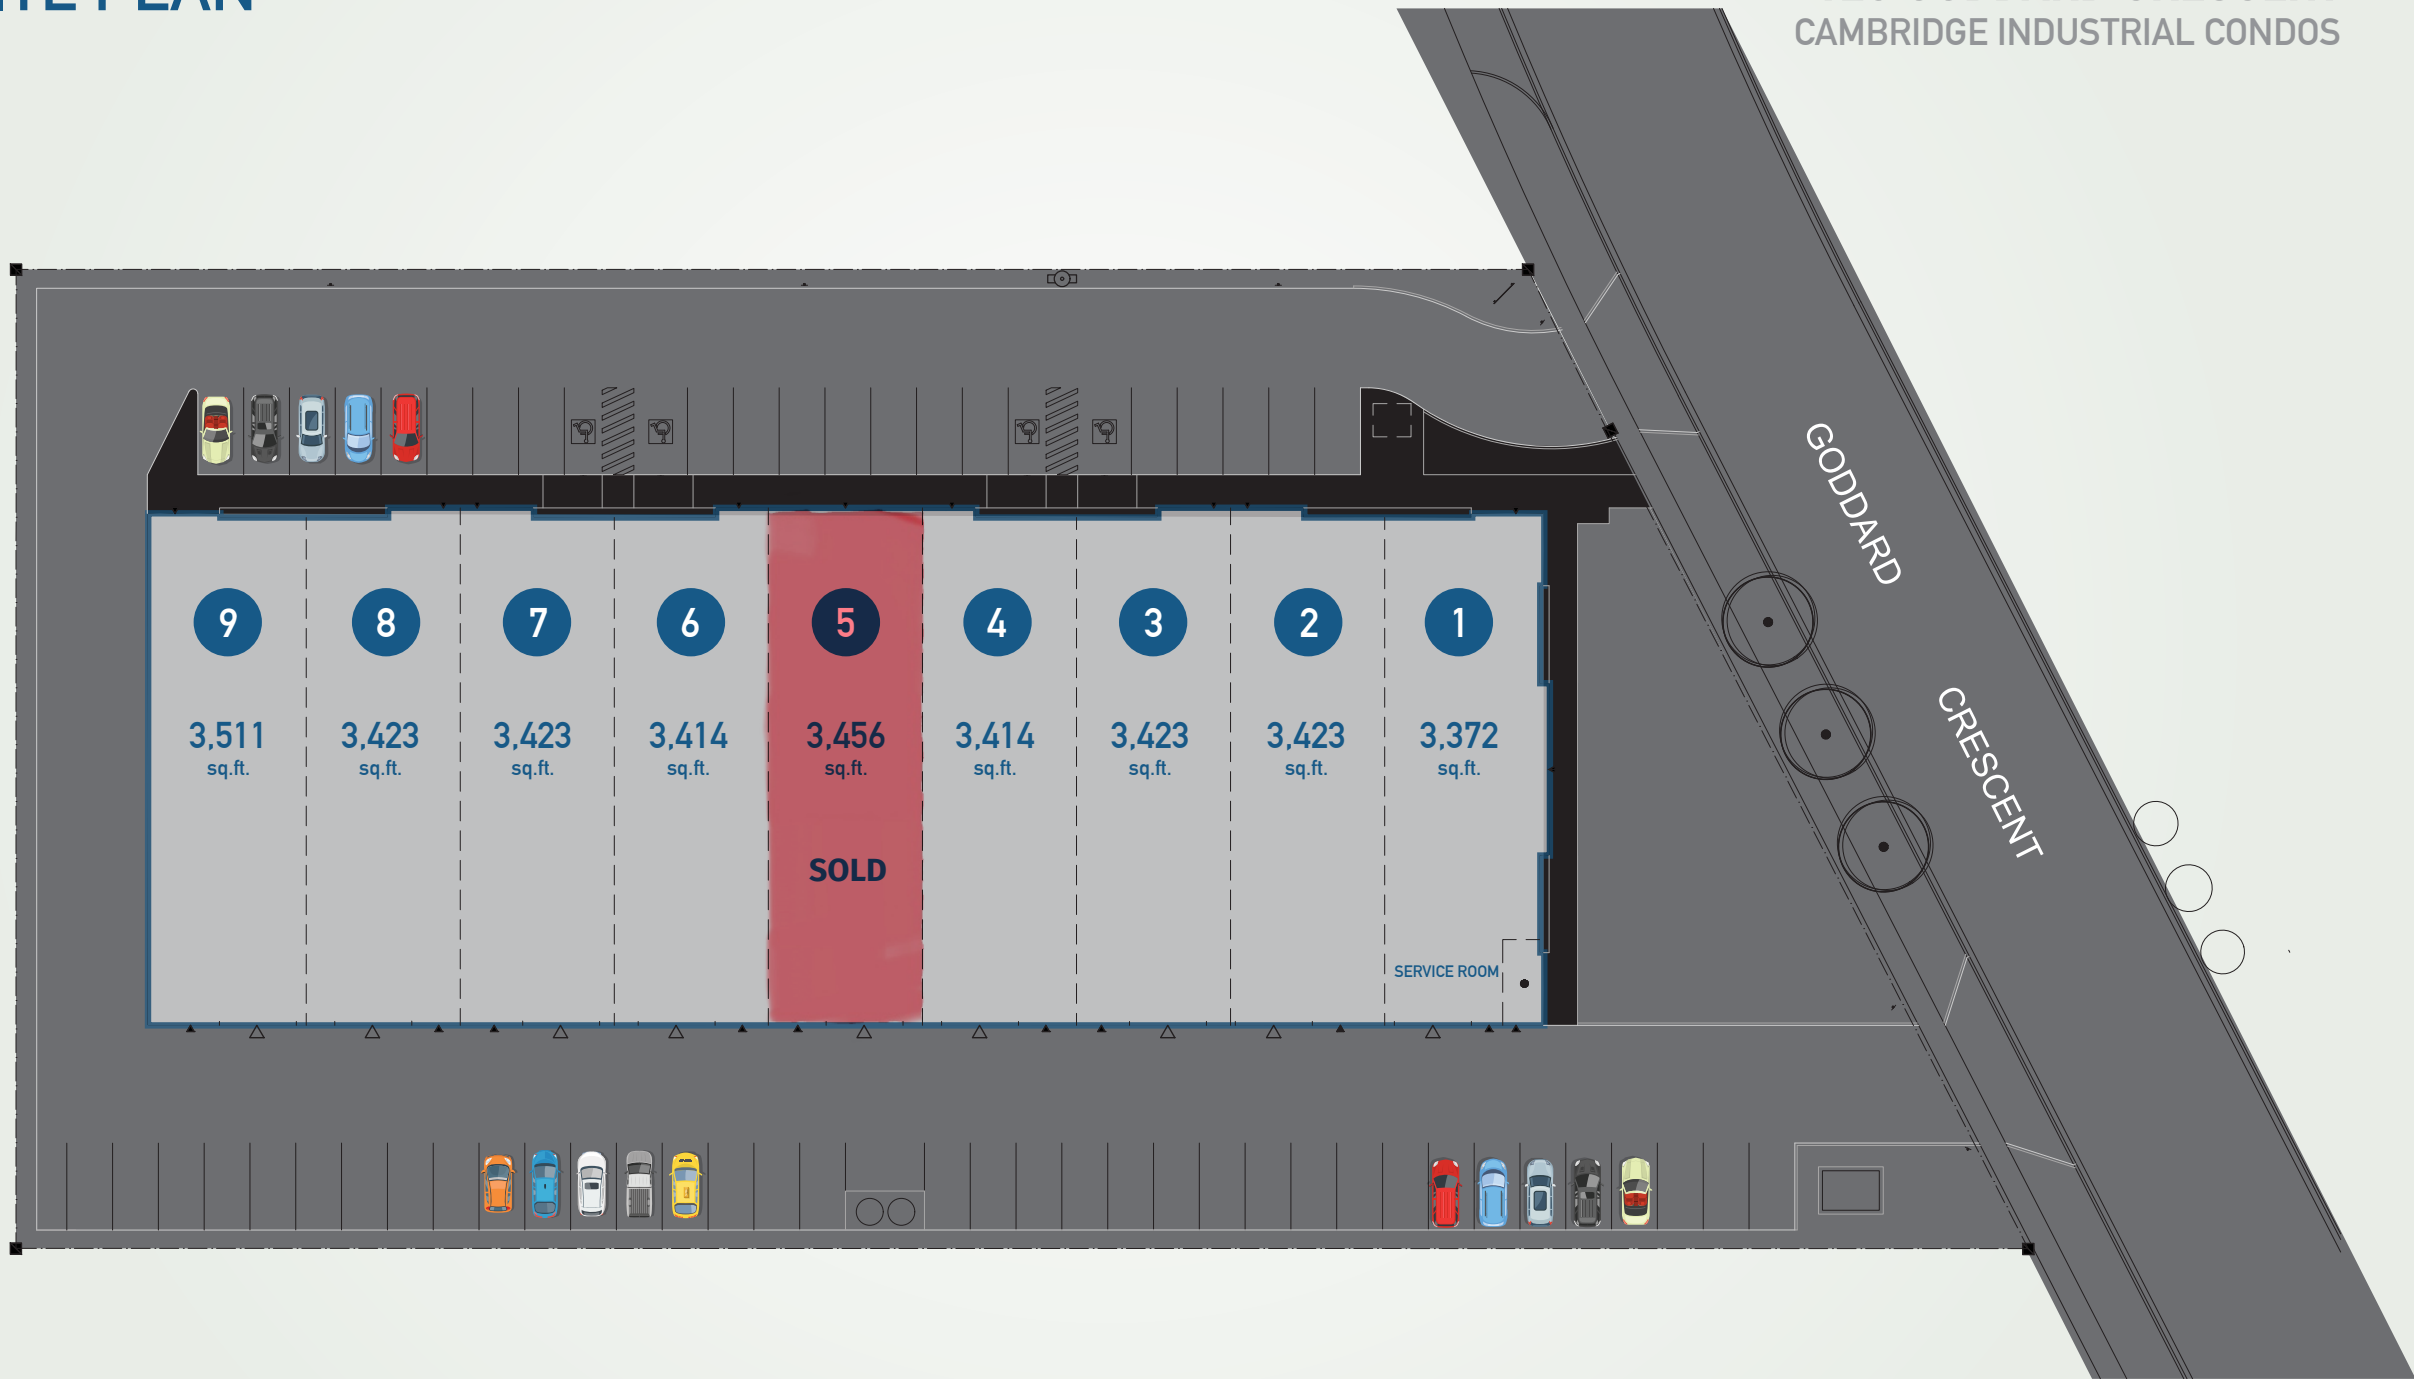 CAMBRIDGE INDUSTRIAL CONDOS
GODDARD
CRESCENT
9
8
7
6
5
4
3
2
1
3,511
sq.ft.
3,423
sq.ft.
3,423
sq.ft.
3,414
sq.ft.
3,456
sq.ft.
3,414
sq.ft.
3,423
sq.ft.
3,423
sq.ft.
3,372
sq.ft.
SOLD
SERVICE ROOM